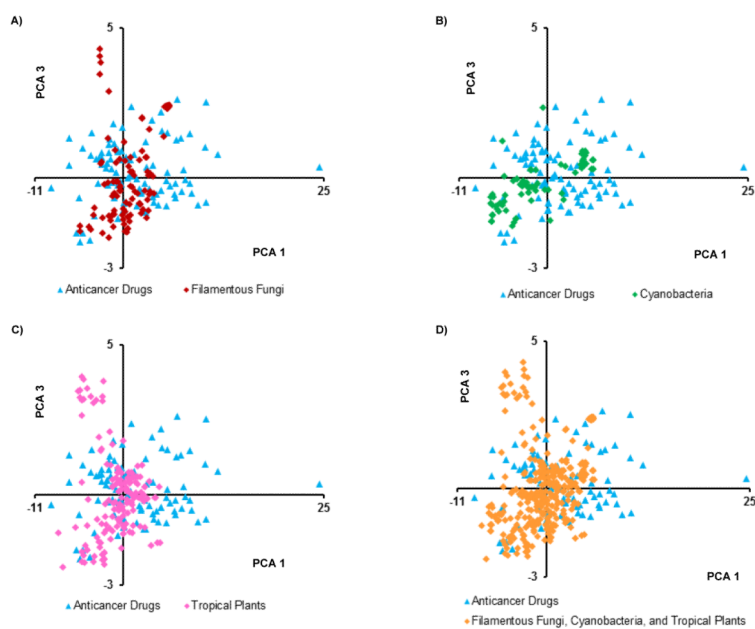 A)
5
PCA 3
-11
25
-3
PCA 1
Anticancer Drugs Filamentous Fungi
B)
5
PCA 3
-11
25
-3
PCA 1
Anticancer Drugs Cyanobacteria
C)
5
PCA 3
-11
25
-3
PCA 1
Anticancer Drugs Tropical Plants
D)
5
PCA 3
-11
25
-3
PCA 1
Anticancer Drugs
Filamentous Fungi, Cyanobacteria, and Tropical Plants